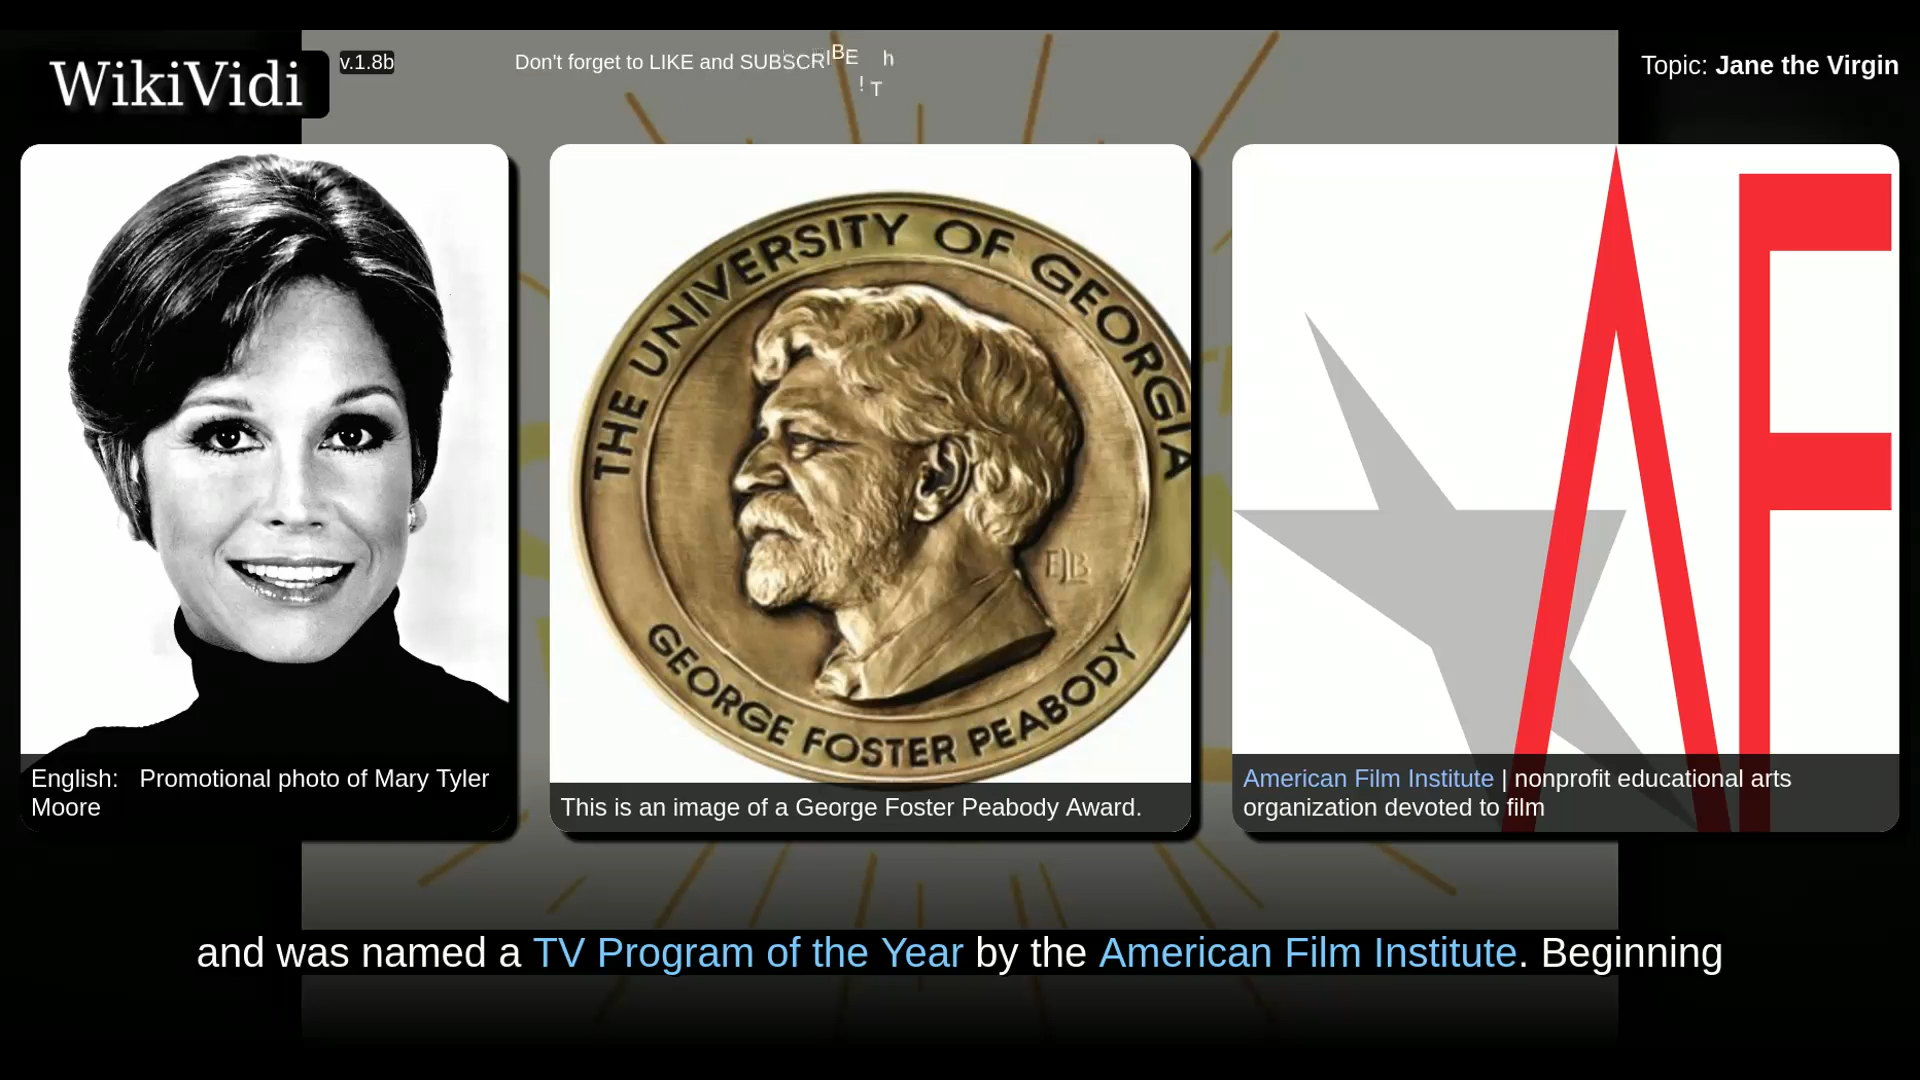 WikiVidi
v.1.8b
Don't forget to LIKE and SUBSCRIBE
Topic: Jane the Virgin
THE UNIVERSITY OF GEORGIA
EJB
GEORGE FOSTER PEABODY
AF
English:   Promotional photo of Mary Tyler
Moore
This is an image of a George Foster Peabody Award.
American Film Institute | nonprofit educational arts
organization devoted to film
and was named a TV Program of the Year by the American Film Institute. Beginning